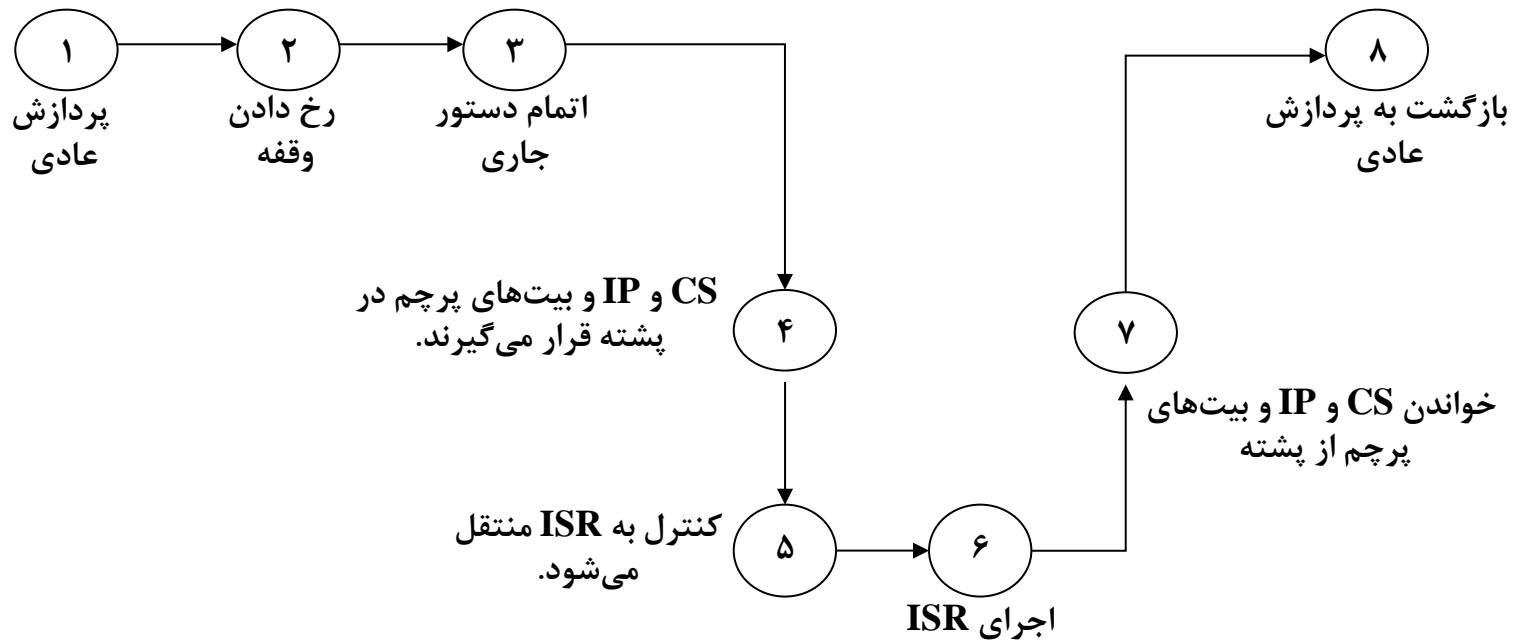 ۱
پردازش
عادی
۲
رخ دادن
وقفه
۳
اتمام دستور
جاری
۴
CS و IP و بیت‌های پرچم در
پشته قرار می‌گیرند.
۵
کنترل به ISR منتقل
می‌شود.
۶
اجرای ISR
۷
خواندن CS و IP و بیت‌های
پرچم از پشته
۸
بازگشت به پردازش
عادی